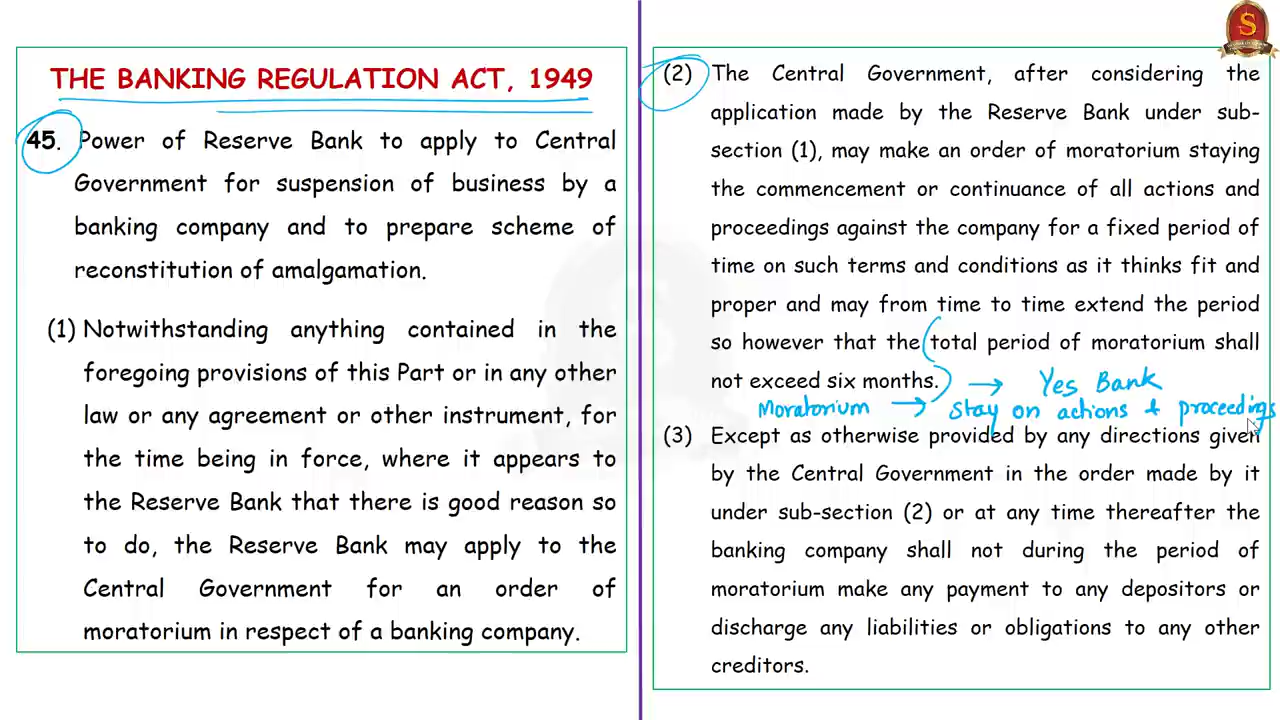 THE BANKING REGULATION ACT, 1949
45. Power of Reserve Bank to apply to Central
Government for suspension of business by a
banking company and to prepare scheme of
reconstitution of amalgamation.
(1) Notwithstanding anything contained in the
foregoing provisions of this Part or in any other
law or any agreement or other instrument, for
the time being in force, where it appears to
the Reserve Bank that there is good reason so
to do, the Reserve Bank may apply to the
Central Government for an order of
moratorium in respect of a banking company.
(2) The Central Government, after considering the
application made by the Reserve Bank under sub-
section (1), may make an order of moratorium staying
the commencement or continuance of all actions and
proceedings against the company for a fixed period of
time on such terms and conditions as it thinks fit and
proper and may from time to time extend the period
so however that the total period of moratorium shall
not exceed six months. → Yes Bank
Moratorium → Stay on actions + proceedings
(3) Except as otherwise provided by any directions given
by the Central Government in the order made by it
under sub-section (2) or at any time thereafter the
banking company shall not during the period of
moratorium make any payment to any depositors or
discharge any liabilities or obligations to any other
creditors.